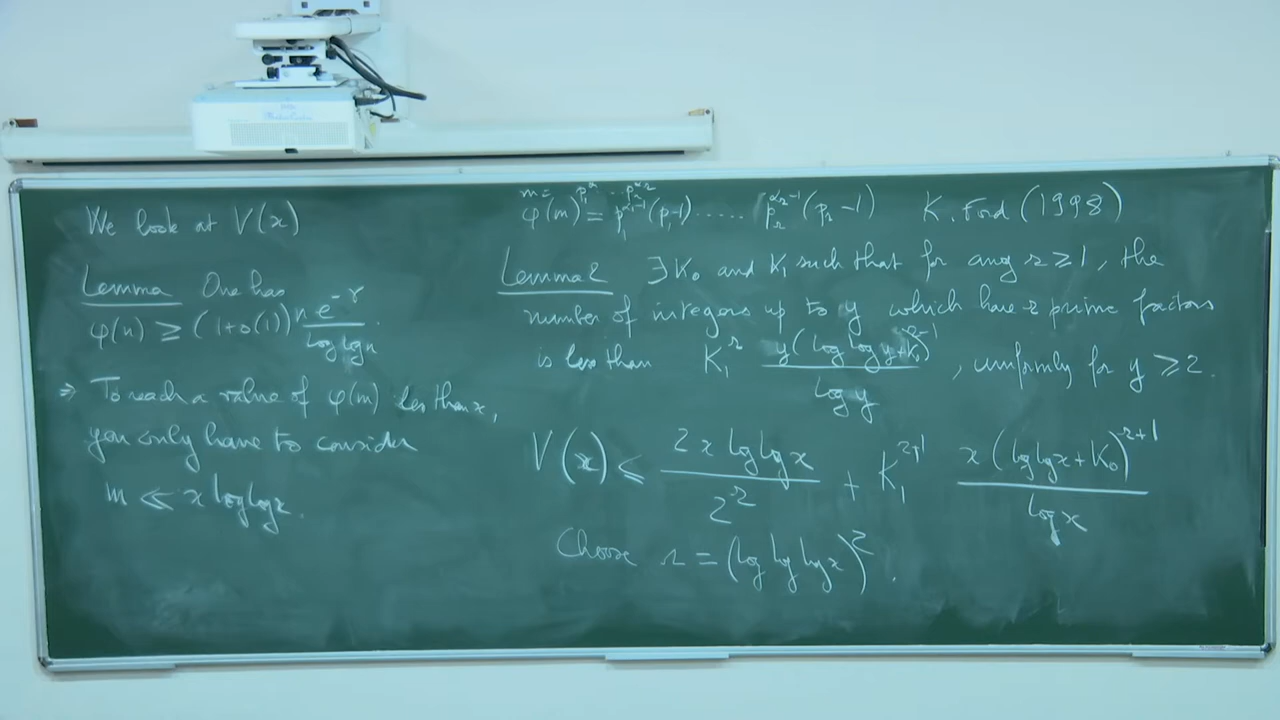 We look at V(x)
Lemma One has
φ(n) ≥ (1+o(1)) n e^{-γ} / log log n .
⇒ To reach a value of φ(m) less than x,
you only have to consider
m ≪ x log log x.
m = p_1^{α_1} ... p_r^{α_r}
φ(m) = p_1^{α_1-1}(p_1-1) ..... p_r^{α_r-1}(p_r-1) K. Ford (1998)
Lemma 2 ∃ K_0 and K_1 such that for any r ≥ 1, the
number of integers up to y which have r prime factors
is less than K_1^r y (log log y + K_0)^{r-1} / log y , uniformly for y ≥ 2.
V(x) ≤ 2x log log x / 2^r + K_1^{r+1} x (log log x + K_0)^{r+1} / log x
Choose r = (log log log x)^2 .